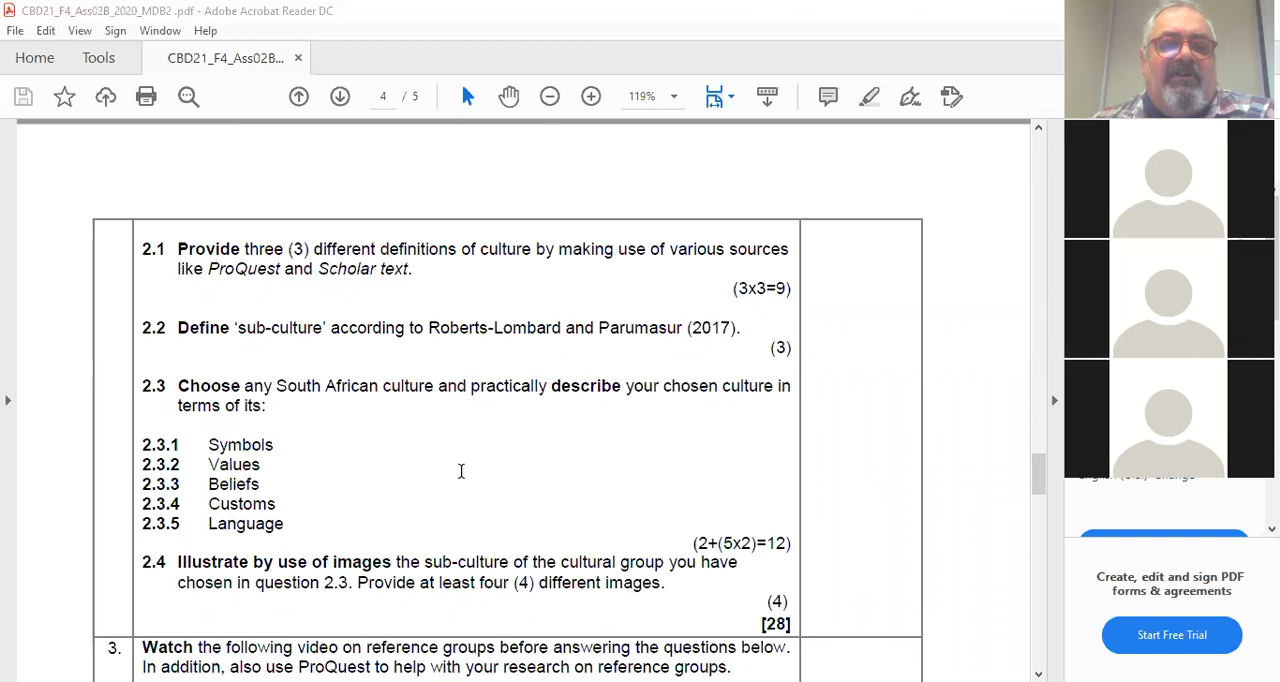 CBD21_F4_Ass02B_2020_MDB2 .pdf - Adobe Acrobat Reader DC
File Edit View Sign Window Help
Home Tools CBD21_F4_Ass02B... ×
4 / 5 119%
2.1 Provide three (3) different definitions of culture by making use of various sources
like ProQuest and Scholar text.
(3x3=9)
2.2 Define ‘sub-culture’ according to Roberts-Lombard and Parumasur (2017).
(3)
2.3 Choose any South African culture and practically describe your chosen culture in
terms of its:
2.3.1 Symbols
2.3.2 Values
2.3.3 Beliefs
2.3.4 Customs
2.3.5 Language
(2+(5x2)=12)
2.4 Illustrate by use of images the sub-culture of the cultural group you have
chosen in question 2.3. Provide at least four (4) different images.
(4)
[28]
3. Watch the following video on reference groups before answering the questions below.
In addition, also use ProQuest to help with your research on reference groups.
Change
Create, edit and sign PDF
forms & agreements
Start Free Trial